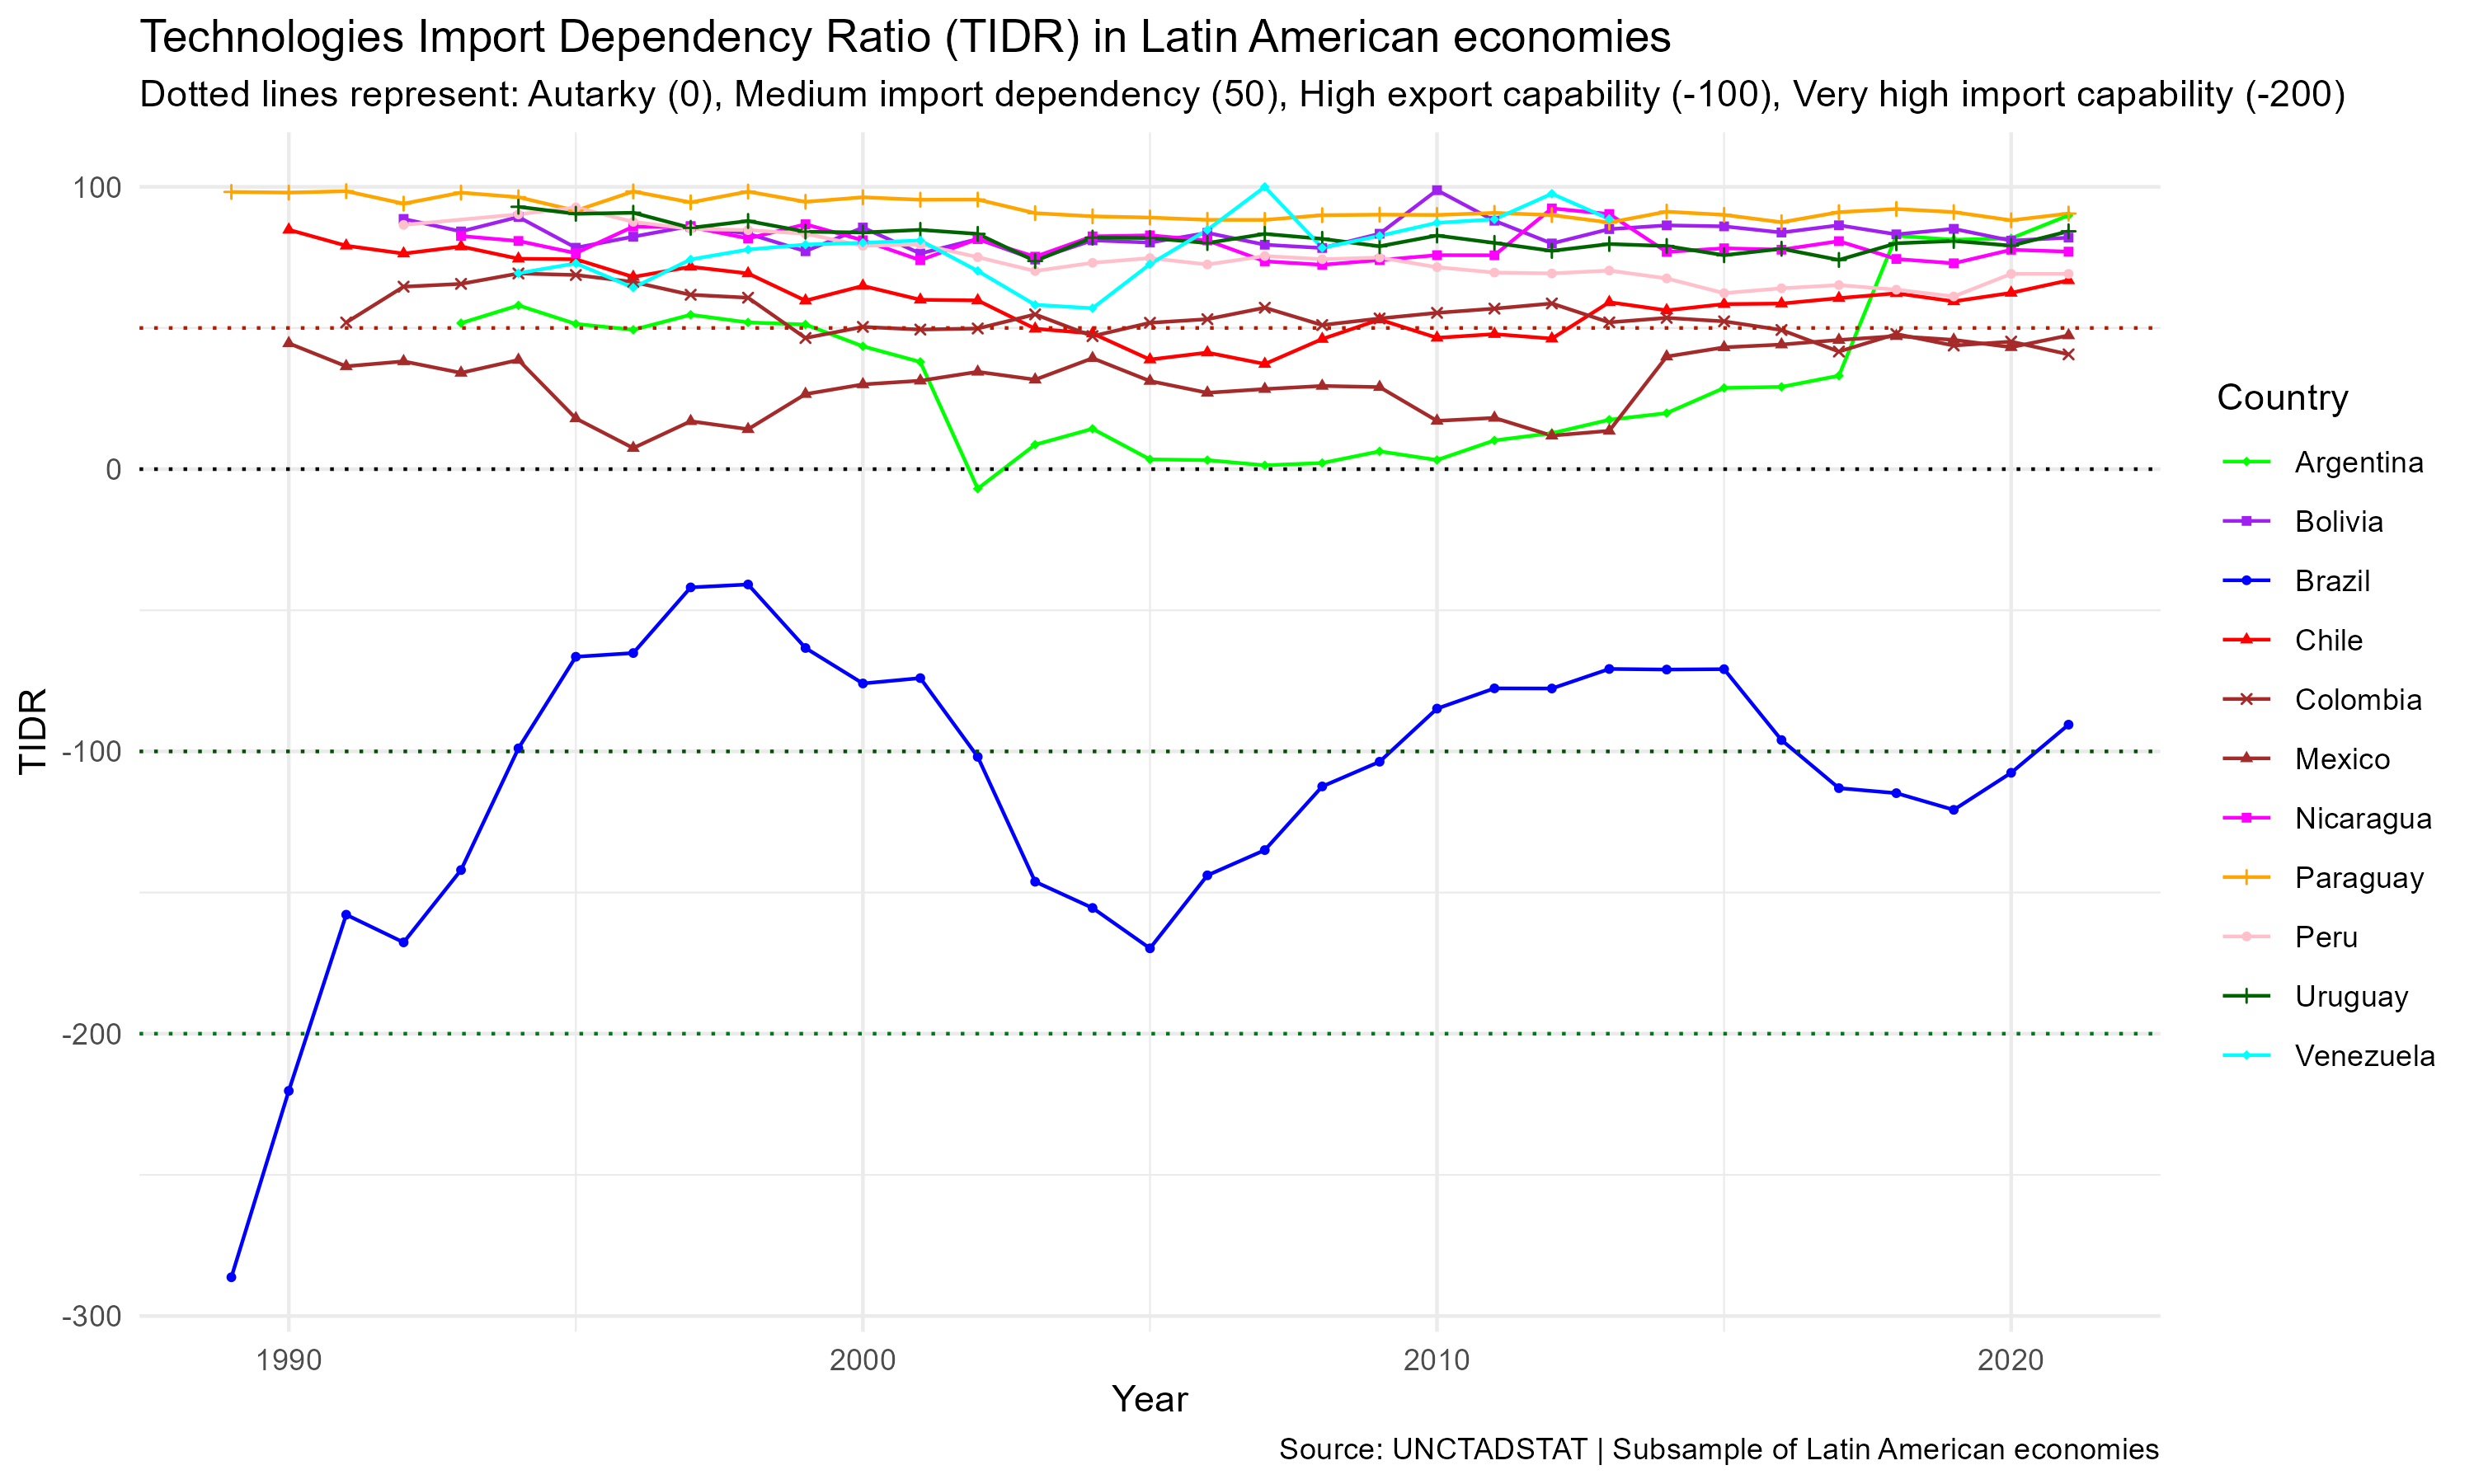 Technologies Import Dependency Ratio (TIDR) in Latin American economies
Dotted lines represent: Autarky (0), Medium import dependency (50), High export capability (-100), Very high import capability (-200)
100
0
-100
-200
-300
TIDR
1990
2000
2010
2020
Year
Country
Argentina
Bolivia
Brazil
Chile
Colombia
Mexico
Nicaragua
Paraguay
Peru
Uruguay
Venezuela
Source: UNCTADSTAT | Subsample of Latin American economies